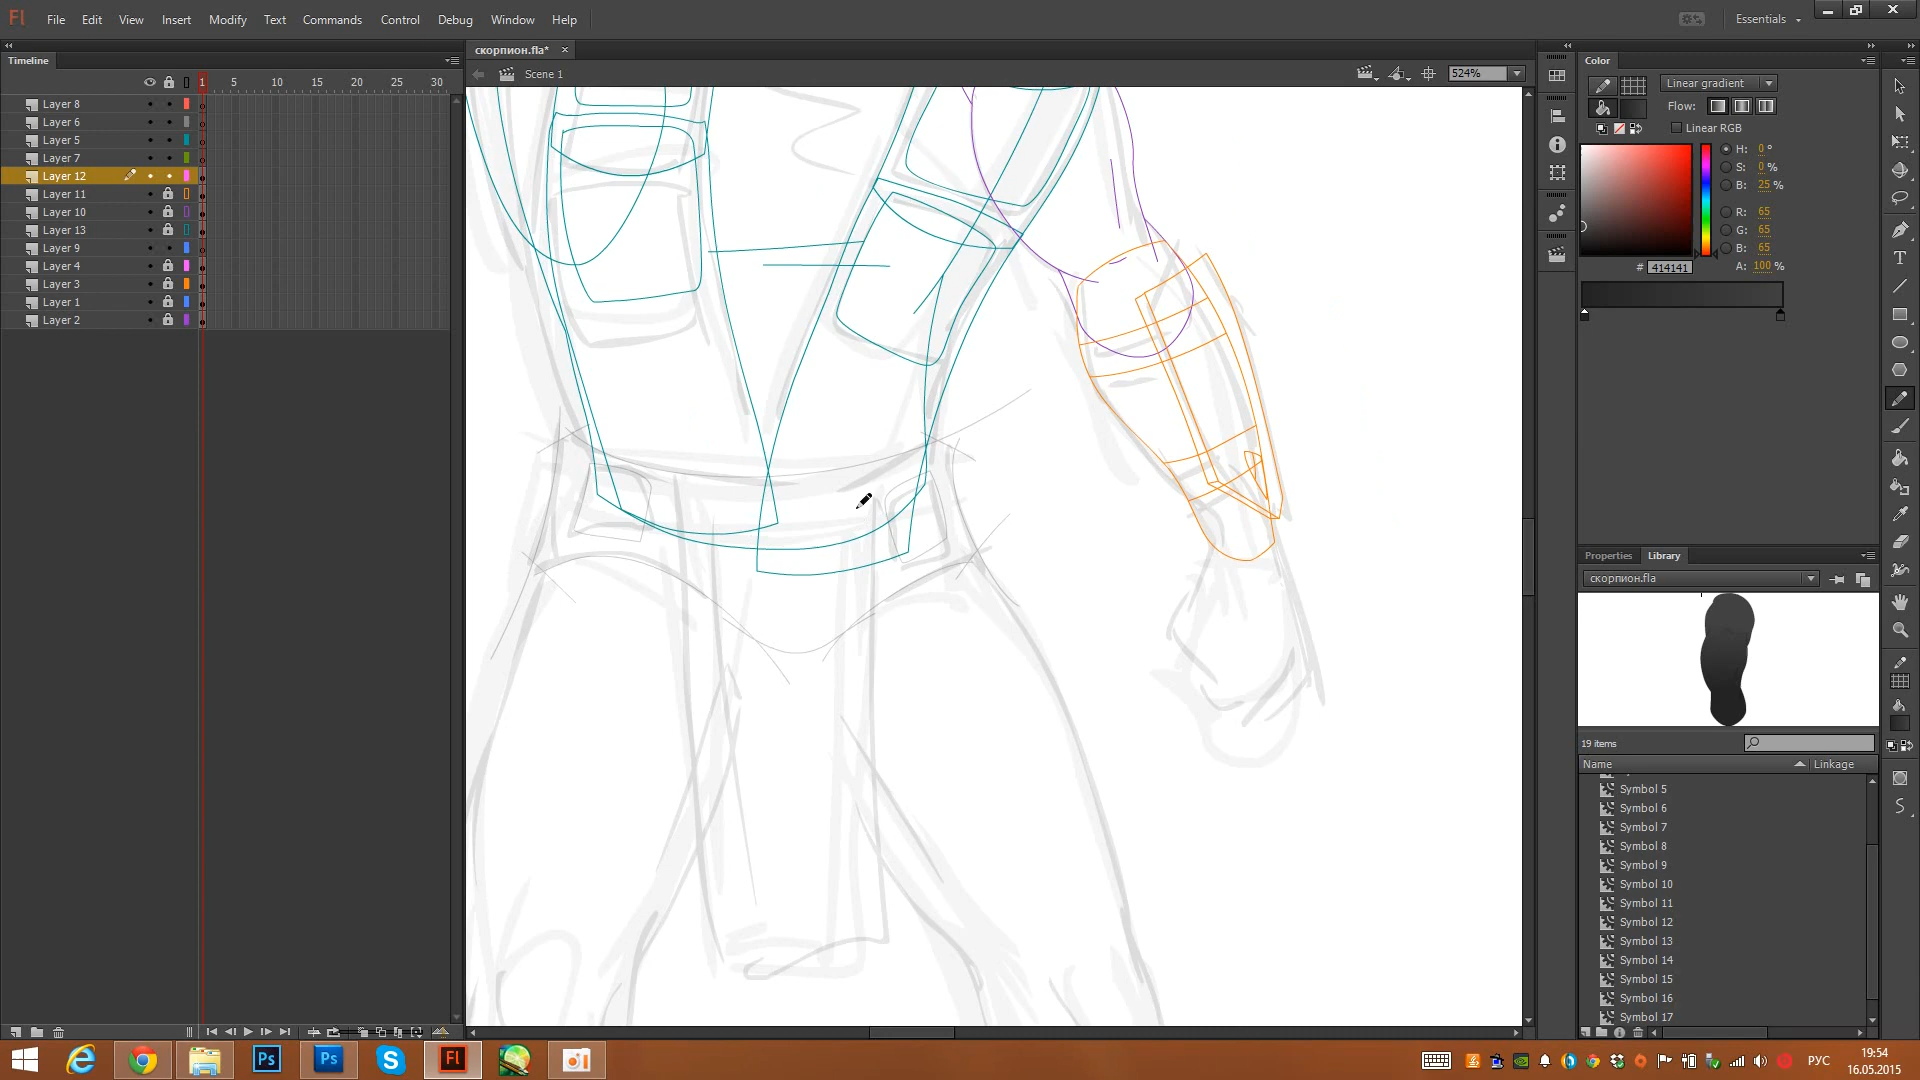 Fl File Edit View Insert Modify Text Commands Control Debug Window Help Essentials
Timeline
скорпион.fla* ×
Scene 1 524%
1 5 10 15 20 25 30
Layer 8
Layer 6
Layer 5
Layer 7
Layer 12
Layer 11
Layer 10
Layer 13
Layer 9
Layer 4
Layer 3
Layer 1
Layer 2
Color
Linear gradient
Flow:
Linear RGB
H: 0 °
S: 0 %
B: 25 %
R: 65
G: 65
B: 65
# 414141 A: 100 %
Properties Library
скорпион.fla
19 items
Name Linkage
Symbol 5
Symbol 6
Symbol 7
Symbol 8
Symbol 9
Symbol 10
Symbol 11
Symbol 12
Symbol 13
Symbol 14
Symbol 15
Symbol 16
Symbol 17
Ps Ps Fl
РУС
19:54
16.05.2015